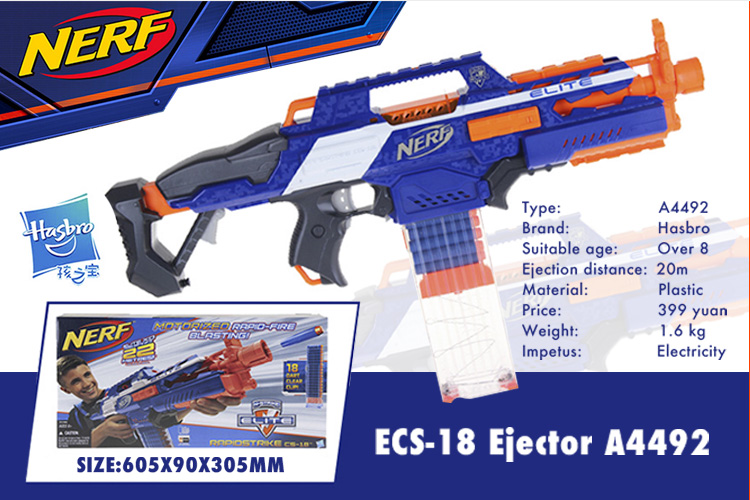 NERF
ELITE
NERF
Hasbro
孩之宝
Type: A4492
Brand: Hasbro
Suitable age: Over 8
Ejection distance: 20m
Material: Plastic
Price: 399 yuan
Weight: 1.6 kg
Impetus: Electricity
NERF
MOTORIZED RAPID-FIRE
BLASTING!
22
18
DART
CLEAR
CLIP!
N-STRIKE
ELITE
RAPIDSTRIKE CS-18
SIZE:605X90X305MM
ECS-18 Ejector A4492